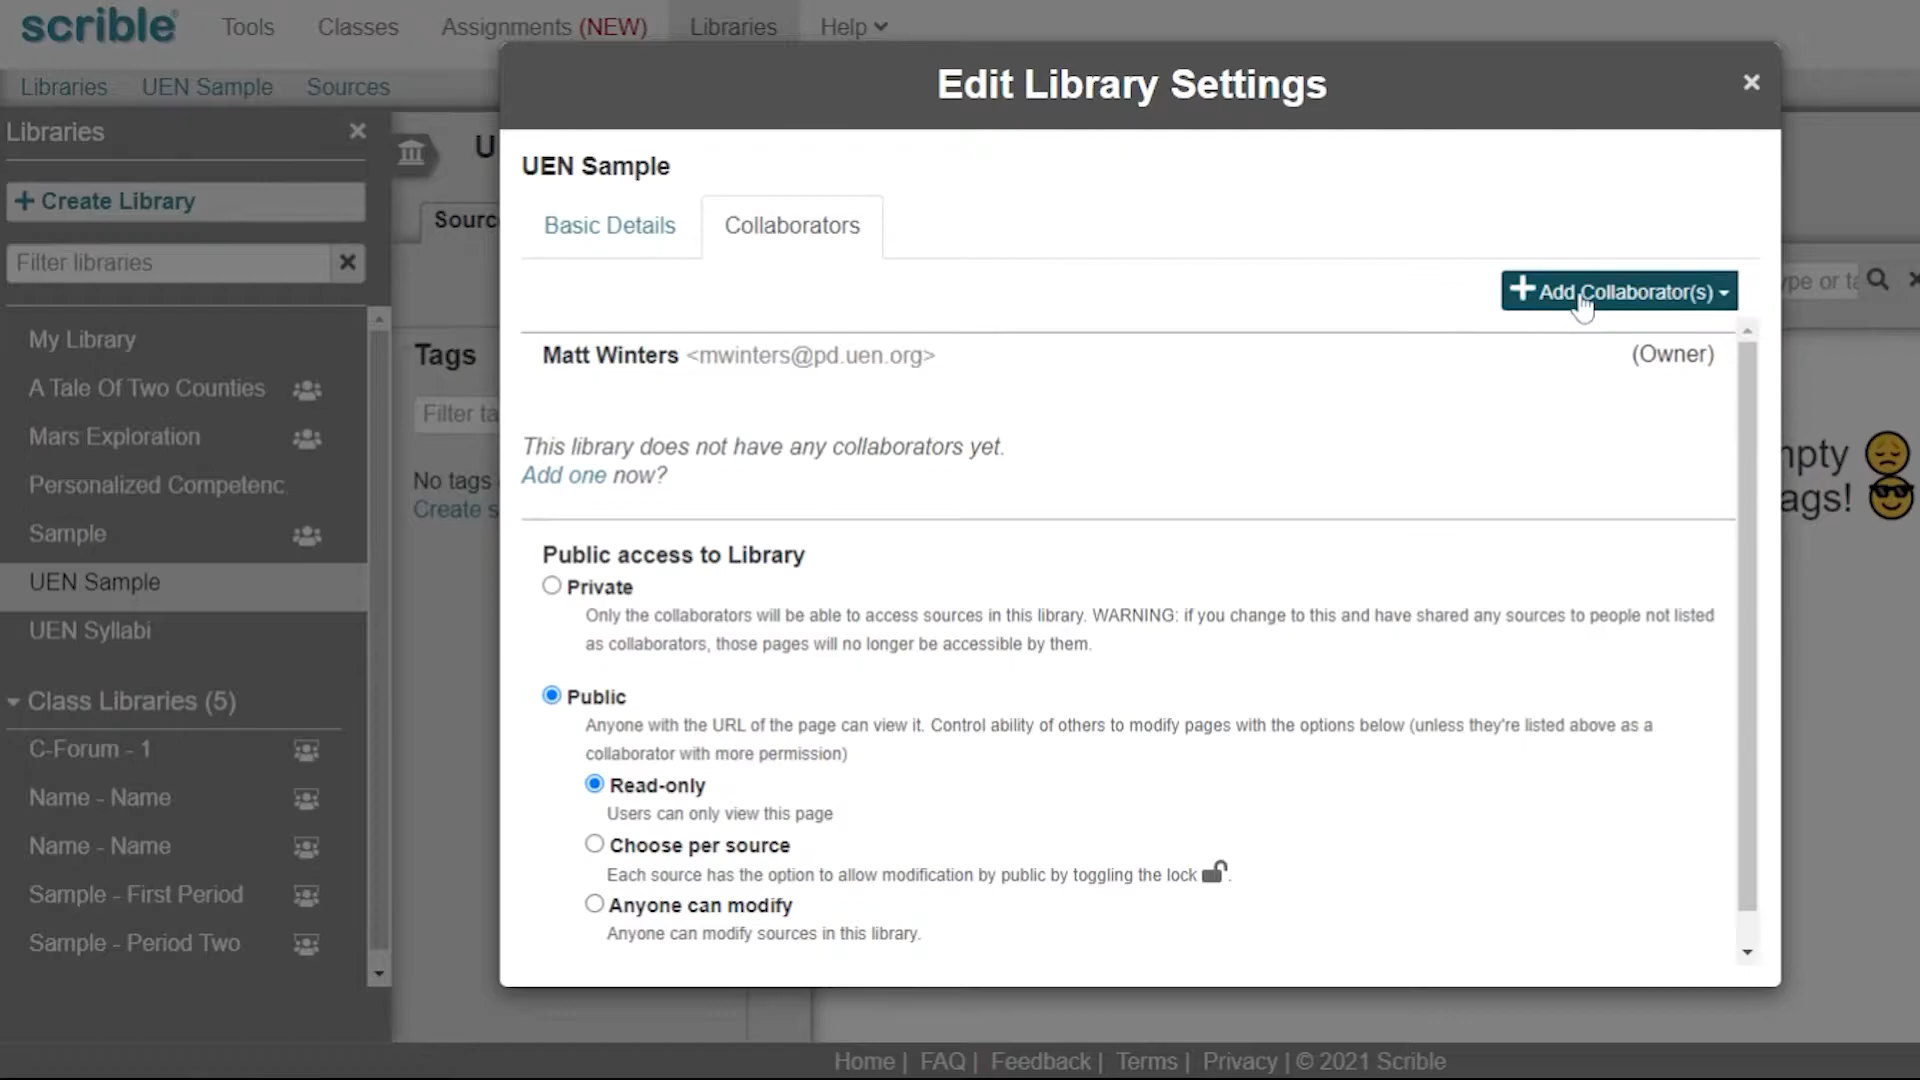 scrible
Tools Classes Assignments (NEW) Libraries Help
Libraries UEN Sample Sources
Libraries
+ Create Library
Filter libraries
My Library
A Tale Of Two Counties
Mars Exploration
Personalized Competenc
Sample
UEN Sample
UEN Syllabi
Class Libraries (5)
C-Forum - 1
Name - Name
Name - Name
Sample - First Period
Sample - Period Two
U
Sourc
Tags
Filter ta
No tags
Create s
Edit Library Settings
UEN Sample
Basic Details Collaborators
+ Add Collaborator(s)
Matt Winters <mwinters@pd.uen.org> (Owner)
This library does not have any collaborators yet.
Add one now?
Public access to Library
Private
Only the collaborators will be able to access sources in this library. WARNING: if you change to this and have shared any sources to people not listed
as collaborators, those pages will no longer be accessible by them.
Public
Anyone with the URL of the page can view it. Control ability of others to modify pages with the options below (unless they're listed above as a
collaborator with more permission)
Read-only
Users can only view this page
Choose per source
Each source has the option to allow modification by public by toggling the lock .
Anyone can modify
Anyone can modify sources in this library.
ype or ta
mpty
ags!
Home | FAQ | Feedback | Terms | Privacy | © 2021 Scrible